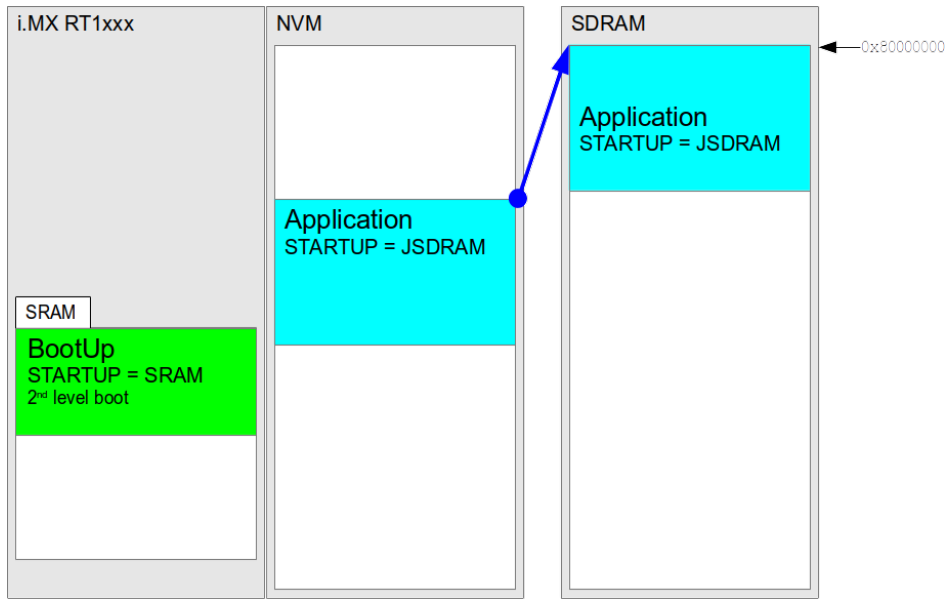 i.MX RT1xxx
NVM
SDRAM
0x80000000
Application
STARTUP = JSDRAM
Application
STARTUP = JSDRAM
SRAM
BootUp
STARTUP = SRAM
2nd level boot